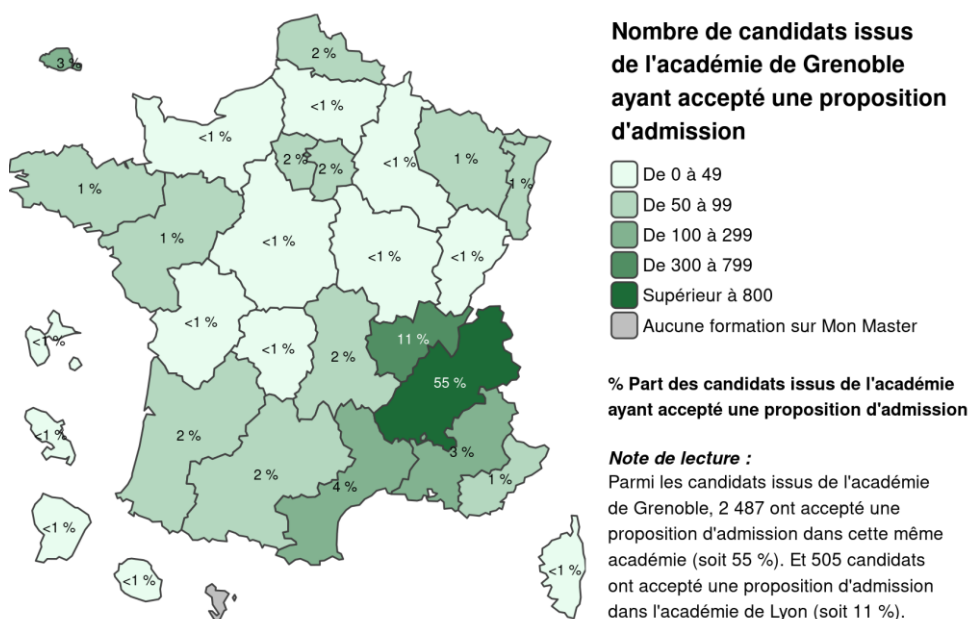 Nombre de candidats issus
de l'académie de Grenoble
ayant accepté une proposition
d'admission
De 0 à 49
De 50 à 99
De 100 à 299
De 300 à 799
Supérieur à 800
Aucune formation sur Mon Master
% Part des candidats issus de l'académie
ayant accepté une proposition d'admission
Note de lecture :
Parmi les candidats issus de l'académie
de Grenoble, 2 487 ont accepté une
proposition d'admission dans cette même
académie (soit 55 %). Et 505 candidats
ont accepté une proposition d'admission
dans l'académie de Lyon (soit 11 %).
2 %
3 %
<1 %
<1 %
2 %
2 %
<1 %
1 %
1 %
1 %
1 %
<1 %
<1 %
<1 %
<1 %
<1 %
11 %
<1 %
2 %
55 %
<1 %
2 %
3 %
2 %
4 %
1 %
<1 %
<1 %
<1 %